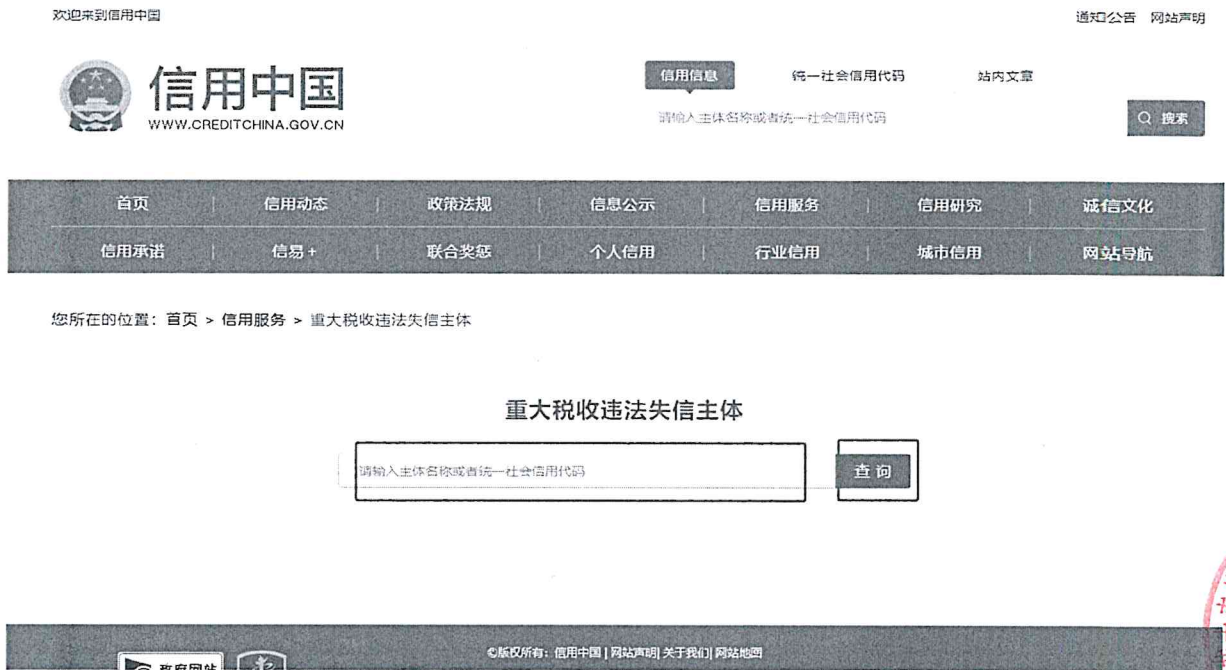 欢迎来到信用中国
通知公告 网站声明
信用信息 统一社会信用代码 站内文章
信用中国
WWW.CREDITCHINA.GOV.CN
请输入主体名称或者统一社会信用代码 搜索
首页 信用动态 政策法规 信息公示 信用服务 信用研究 诚信文化
信用承诺 信易+ 联合奖惩 个人信用 行业信用 城市信用 网站导航
您所在的位置：首页 > 信用服务 > 重大税收违法失信主体
重大税收违法失信主体
请输入主体名称或者统一社会信用代码 查询
©版权所有：信用中国 | 网站声明| 关于我们| 网站地图
政府网站